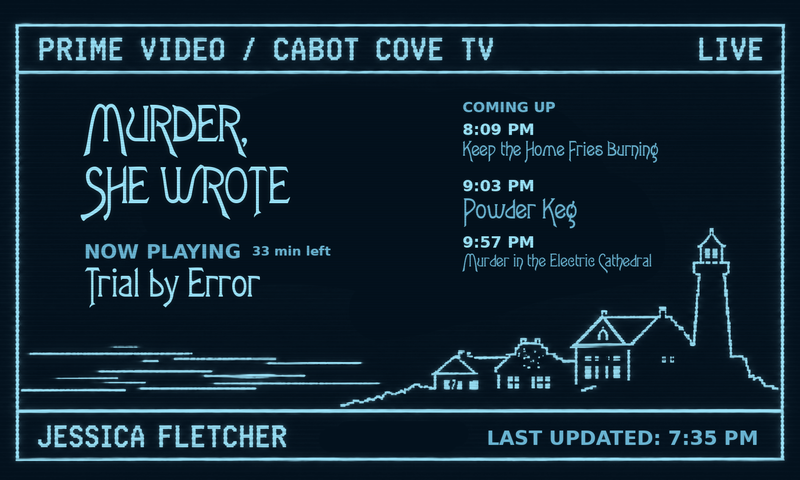 PRIME VIDEO / CABOT COVE TV
LIVE
MURDER,
SHE WROTE
NOW PLAYING 33 min left
Trial by Error
COMING UP
8:09 PM
Keep the Home Fries Burning
9:03 PM
Powder Keg
9:57 PM
Murder in the Electric Cathedral
JESSICA FLETCHER
LAST UPDATED: 7:35 PM